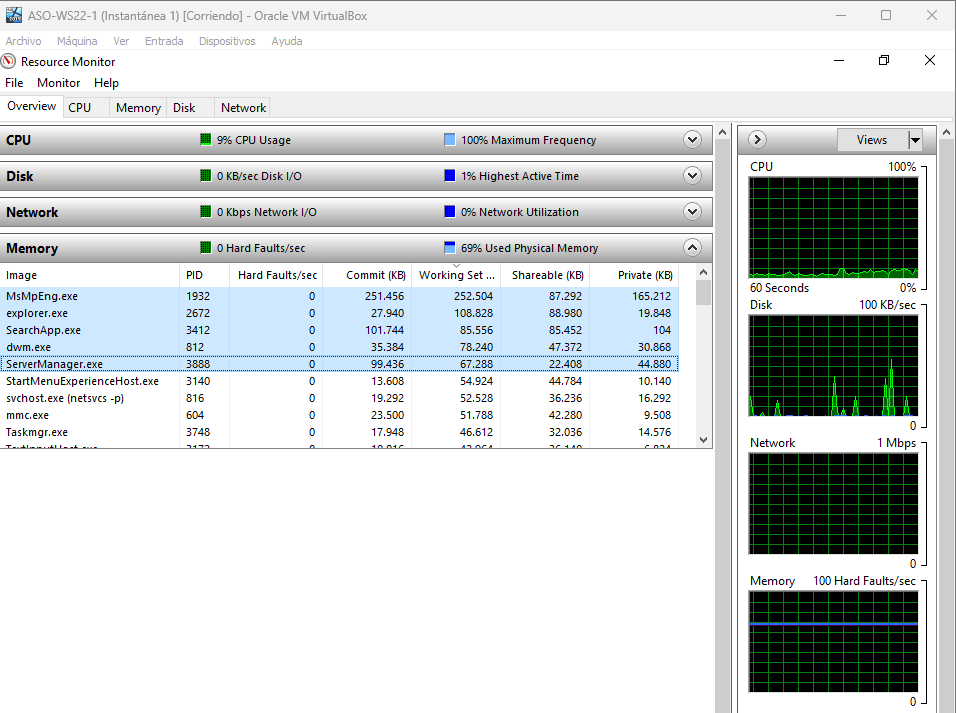 ASO-WS22-1 (Instantánea 1) [Corriendo] - Oracle VM VirtualBox
Archivo Máquina Ver Entrada Dispositivos Ayuda
Resource Monitor
File Monitor Help
Overview CPU Memory Disk Network
CPU 9% CPU Usage 100% Maximum Frequency
Disk 0 KB/sec Disk I/O 1% Highest Active Time
Network 0 Kbps Network I/O 0% Network Utilization
Memory 0 Hard Faults/sec 69% Used Physical Memory
Image PID Hard Faults/sec Commit (KB) Working Set ... Shareable (KB) Private (KB)
MsMpEng.exe 1932 0 251.456 252.504 87.292 165.212
explorer.exe 2672 0 27.940 108.828 88.980 19.848
SearchApp.exe 3412 0 101.744 85.556 85.452 104
dwm.exe 812 0 35.384 78.240 47.372 30.868
ServerManager.exe 3888 0 99.436 67.288 22.408 44.880
StartMenuExperienceHost.exe 3140 0 13.608 54.924 44.784 10.140
svchost.exe (netsvcs -p) 816 0 19.292 52.528 36.236 16.292
mmc.exe 604 0 23.500 51.788 42.280 9.508
Taskmgr.exe 3748 0 17.948 46.612 32.036 14.576
Views
CPU 100%
60 Seconds 0%
Disk 100 KB/sec
0
Network 1 Mbps
0
Memory 100 Hard Faults/sec
0